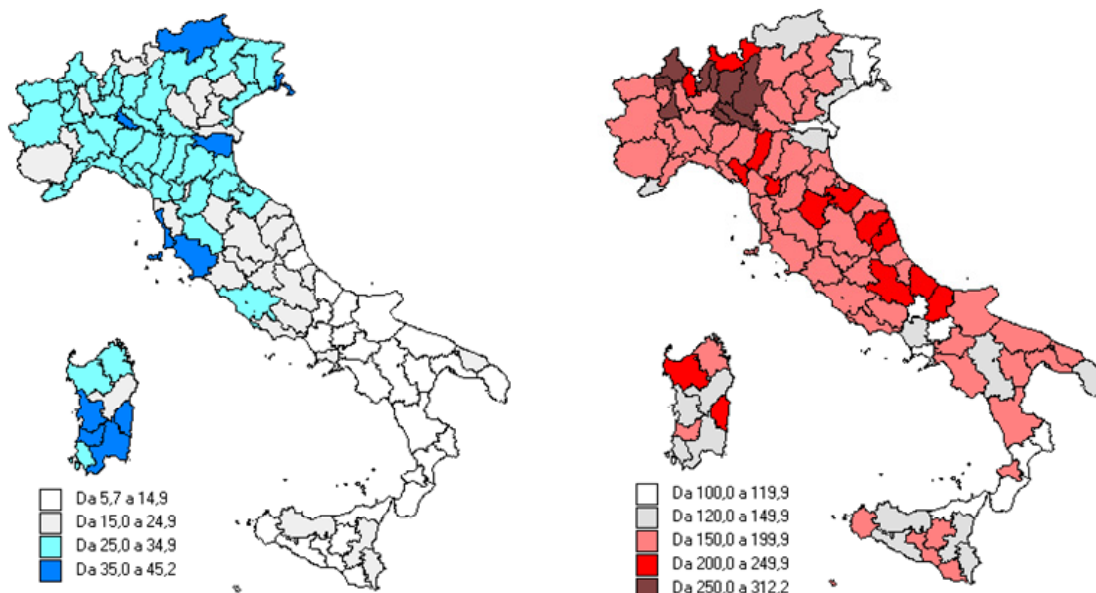 Da 5,7 a 14,9
Da 15,0 a 24,9
Da 25,0 a 34,9
Da 35,0 a 45,2
Da 100,0 a 119,9
Da 120,0 a 149,9
Da 150,0 a 199,9
Da 200,0 a 249,9
Da 250,0 a 312,2